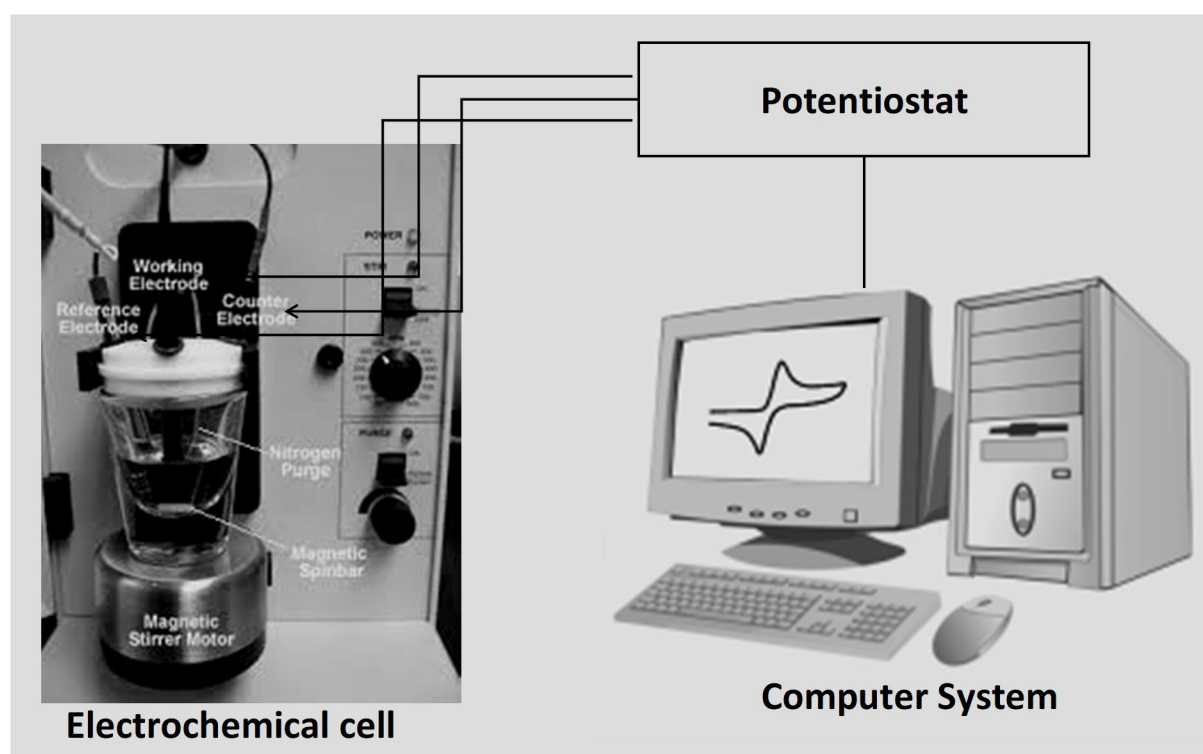 Potentiostat
POWER
STIR
Working
Electrode
Reference
Electrode
Counter
Electrode
PURGE
Nitrogen
Purge
Magnetic
Spinbar
Magnetic
Stirrer Motor
Electrochemical cell
Computer System